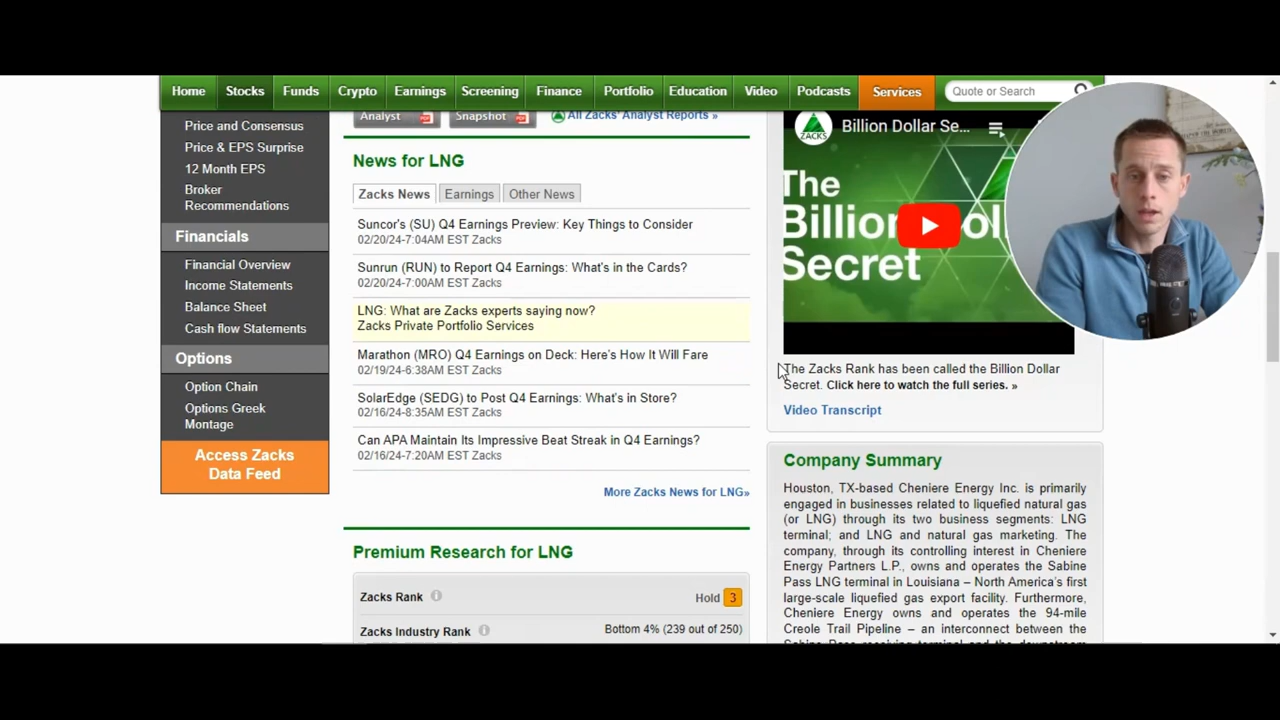 Home Stocks Funds Crypto Earnings Screening Finance Portfolio Education Video Podcasts Services Quote or Search
Price and Consensus
Price & EPS Surprise
12 Month EPS
Broker
Recommendations
Financials
Financial Overview
Income Statements
Balance Sheet
Cash flow Statements
Options
Option Chain
Options Greek
Montage
Access Zacks
Data Feed
Analyst Snapshot All Zacks' Analyst Reports »
News for LNG
Zacks News Earnings Other News
Suncor's (SU) Q4 Earnings Preview: Key Things to Consider
02/20/24-7:04AM EST Zacks
Sunrun (RUN) to Report Q4 Earnings: What's in the Cards?
02/20/24-7:00AM EST Zacks
LNG: What are Zacks experts saying now?
Zacks Private Portfolio Services
Marathon (MRO) Q4 Earnings on Deck: Here's How It Will Fare
02/19/24-6:38AM EST Zacks
SolarEdge (SEDG) to Post Q4 Earnings: What's in Store?
02/16/24-8:35AM EST Zacks
Can APA Maintain Its Impressive Beat Streak in Q4 Earnings?
02/16/24-7:20AM EST Zacks
More Zacks News for LNG»
Premium Research for LNG
Zacks Rank Hold 3
Zacks Industry Rank Bottom 4% (239 out of 250)
ZACKS
Billion Dollar Se...
The
Secret
The Zacks Rank has been called the Billion Dollar
Secret. Click here to watch the full series. »
Video Transcript
Company Summary
Houston, TX-based Cheniere Energy Inc. is primarily
engaged in businesses related to liquefied natural gas
(or LNG) through its two business segments: LNG
terminal; and LNG and natural gas marketing. The
company, through its controlling interest in Cheniere
Energy Partners L.P., owns and operates the Sabine
Pass LNG terminal in Louisiana – North America's first
large-scale liquefied gas export facility. Furthermore,
Cheniere Energy owns and operates the 94-mile
Creole Trail Pipeline – an interconnect between the